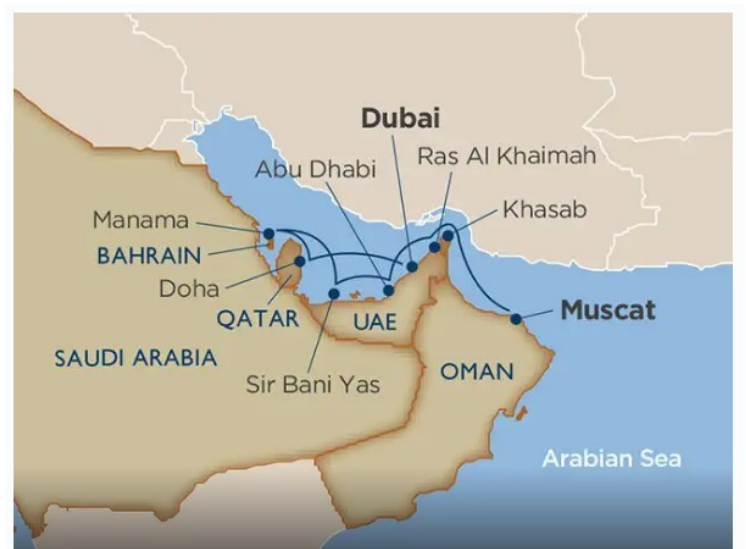 Dubai
Abu Dhabi
Ras Al Khaimah
Manama
Khasab
BAHRAIN
Doha
QATAR
UAE
Muscat
SAUDI ARABIA
Sir Bani Yas
OMAN
Arabian Sea